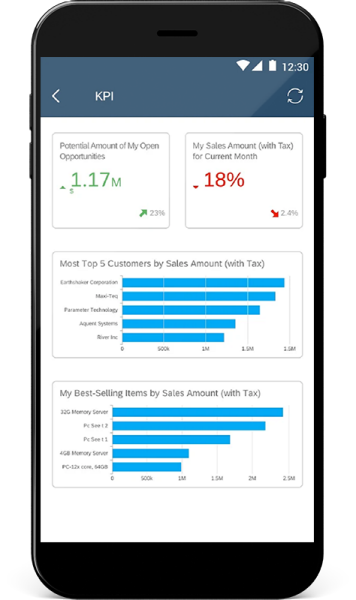 12:30
KPI
Potential Amount of My Open
Opportunities
1.17M
$
23%
My Sales Amount (with Tax)
for Current Month
18%
2.4%
Most Top 5 Customers by Sales Amount (with Tax)
Earthshaker Corporation
Maxi-Teq
Parameter Technology
Aquent Systems
River Inc
0 500k 1M 1.5M 1.5M
My Best-Selling Items by Sales Amount (with Tax)
32G Memory Server
Pc See t 2
Pc See t 1
4GB Memory Server
PC-12x core, 64GB
0 500k 1M 1.5M 2M 2.5M